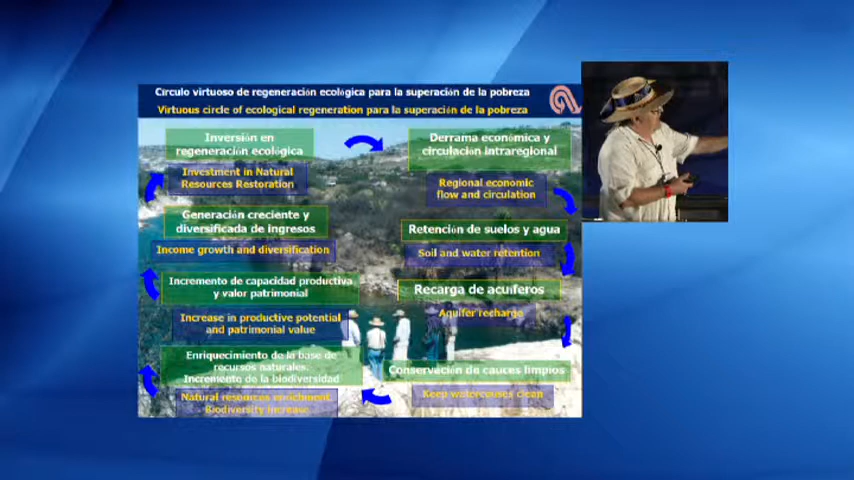 Círculo virtuoso de regeneración ecológica para la superación de la pobreza
Virtuous circle of ecological regeneration para la superación de la pobreza
Inversión en
regeneración ecológica
Investment in Natural
Resources Restoration
Derrama económica y
circulación intraregional
Regional economic
flow and circulation
Retención de suelos y agua
Soil and water retention
Recarga de acuíferos
Aquifer recharge
Conservación de cauces limpios
Keep watercouses clean
Enriquecimiento de la base de
recursos naturales.
Incremento de la biodiversidad
Natural resources enrichment.
Biodiversity increase
Incremento de capacidad productiva
y valor patrimonial
Increase in productive potential
and patrimonial value
Generación creciente y
diversificada de ingresos
Income growth and diversification